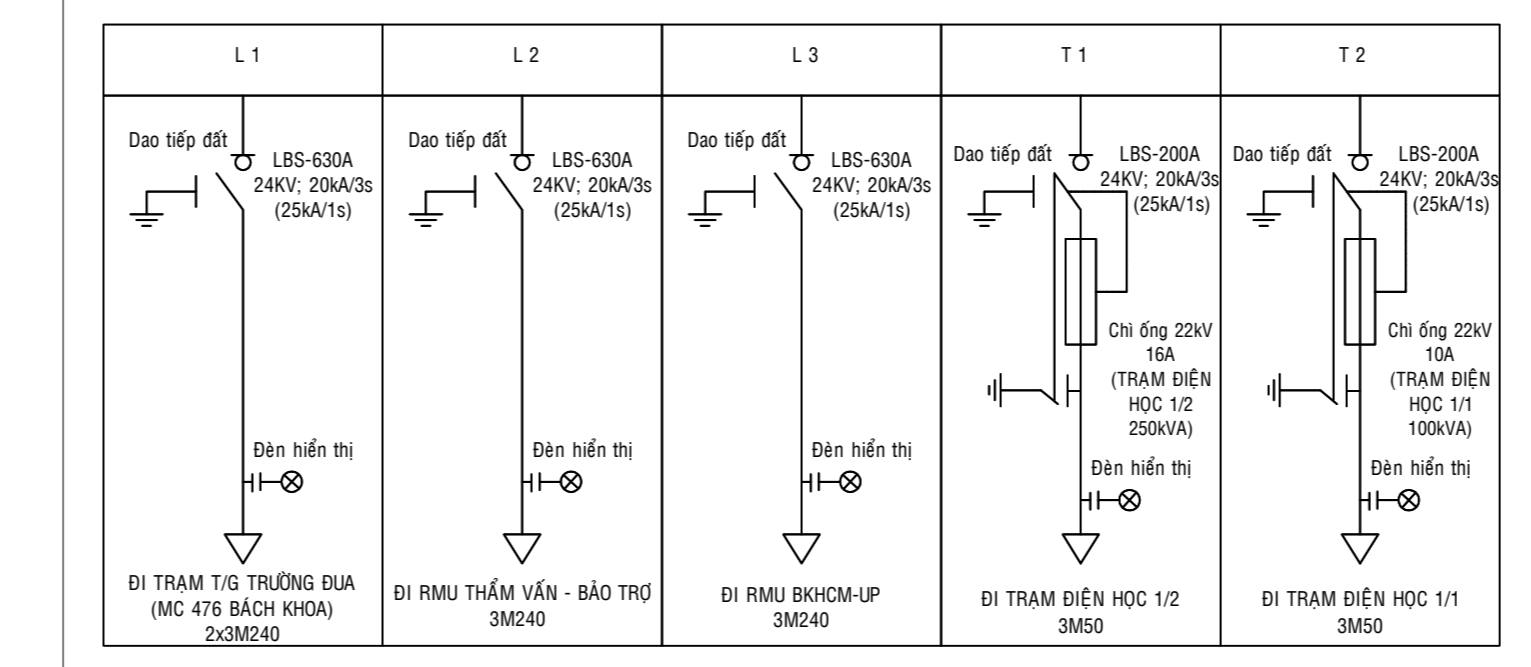 L 1
L 2
L 3
T 1
T 2
Dao tiếp đất
LBS-630A
24KV; 20kA/3s
(25kA/1s)
Đèn hiển thị
ĐI TRẠM T/G TRƯỜNG ĐUA
(MC 476 BÁCH KHOA)
2x3M240
Dao tiếp đất
LBS-630A
24KV; 20kA/3s
(25kA/1s)
Đèn hiển thị
ĐI RMU THẨM VẤN - BẢO TRỢ
3M240
Dao tiếp đất
LBS-630A
24KV; 20kA/3s
(25kA/1s)
Đèn hiển thị
ĐI RMU BKHCM-UP
3M240
Dao tiếp đất
LBS-200A
24KV; 20kA/3s
(25kA/1s)
Chì ống 22kV
16A
(TRẠM ĐIỆN
HỌC 1/2
250kVA)
Đèn hiển thị
ĐI TRẠM ĐIỆN HỌC 1/2
3M50
Dao tiếp đất
LBS-200A
24KV; 20kA/3s
(25kA/1s)
Chì ống 22kV
10A
(TRẠM ĐIỆN
HỌC 1/1
100kVA)
Đèn hiển thị
ĐI TRẠM ĐIỆN HỌC 1/1
3M50